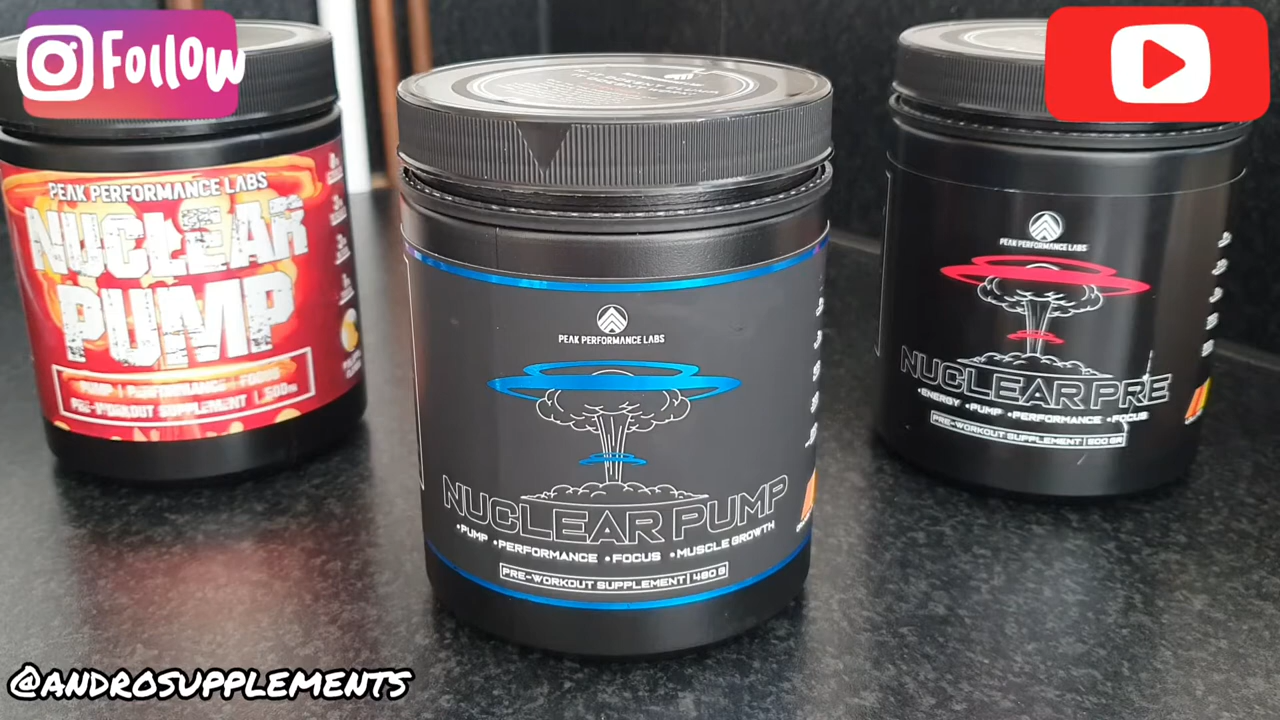 Follow
PEAK PERFORMANCE LABS
NUCLEAR
PUMP
PUMP | PERFORMANCE | FOCUS
PRE-WORKOUT SUPPLEMENT | 500
PEAK PERFORMANCE LABS
NUCLEAR PUMP
•PUMP •PERFORMANCE •FOCUS •MUSCLE GROWTH
PRE-WORKOUT SUPPLEMENT | 480 G
PEAK PERFORMANCE LABS
NUCLEAR PRE
•ENERGY •PUMP •PERFORMANCE •FOCUS
PRE-WORKOUT SUPPLEMENT | 500 GR
@ANDROSUPPLEMENTS